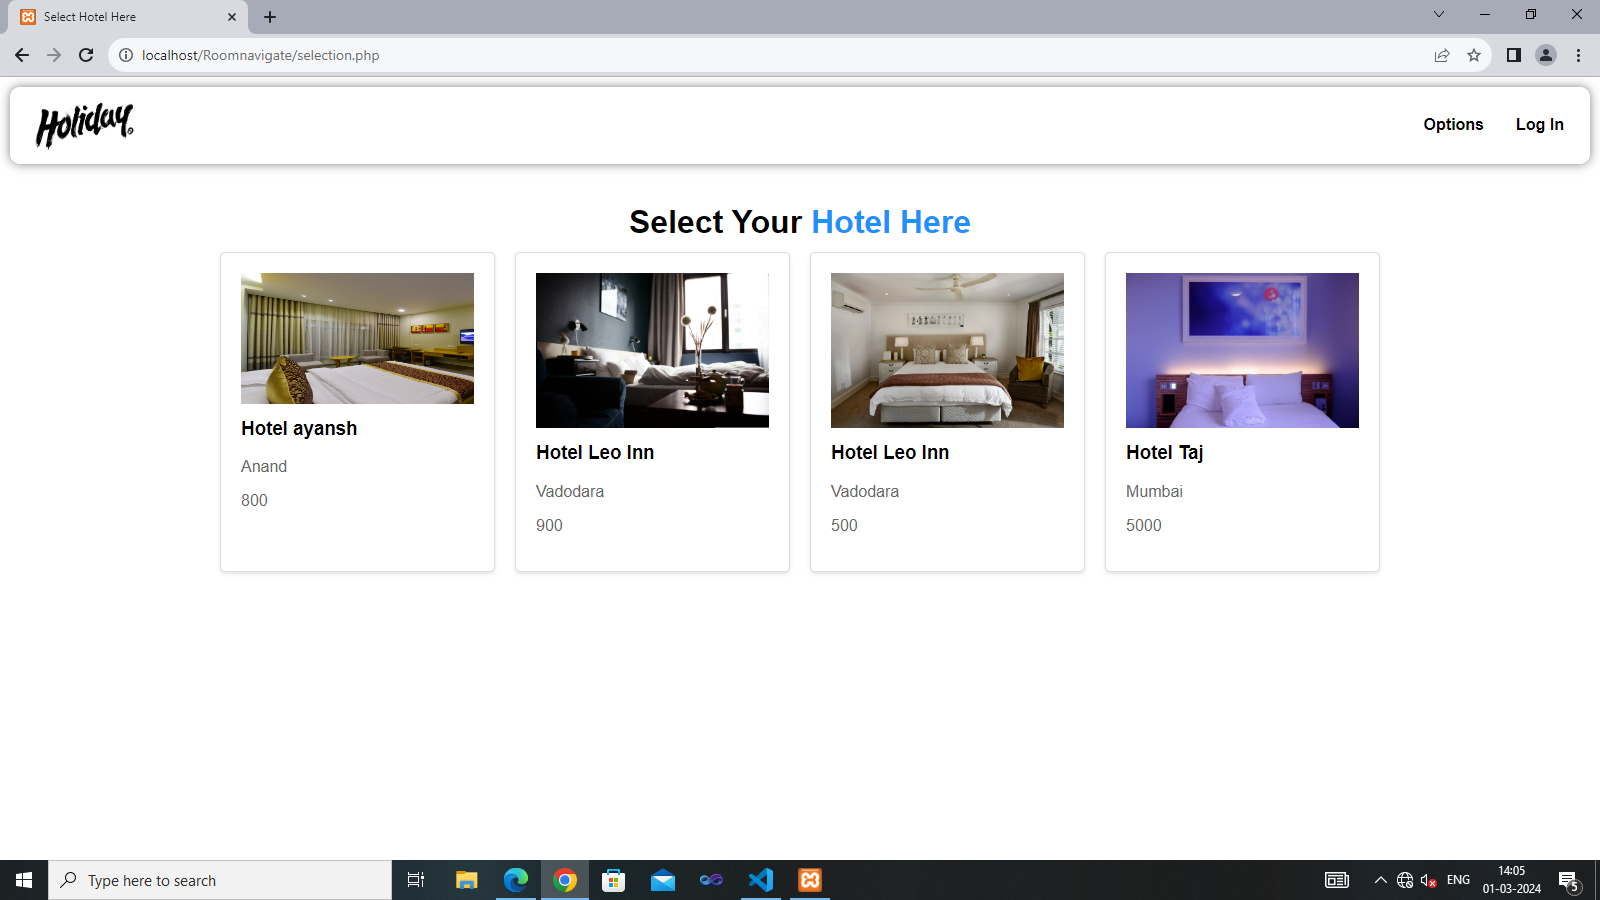 Select Hotel Here
localhost/Roomnavigate/selection.php
Holiday
Options
Log In
Select Your Hotel Here
Hotel ayansh
Anand
800
Hotel Leo Inn
Vadodara
900
Hotel Leo Inn
Vadodara
500
Hotel Taj
Mumbai
5000
Type here to search
ENG
14:05
01-03-2024
5